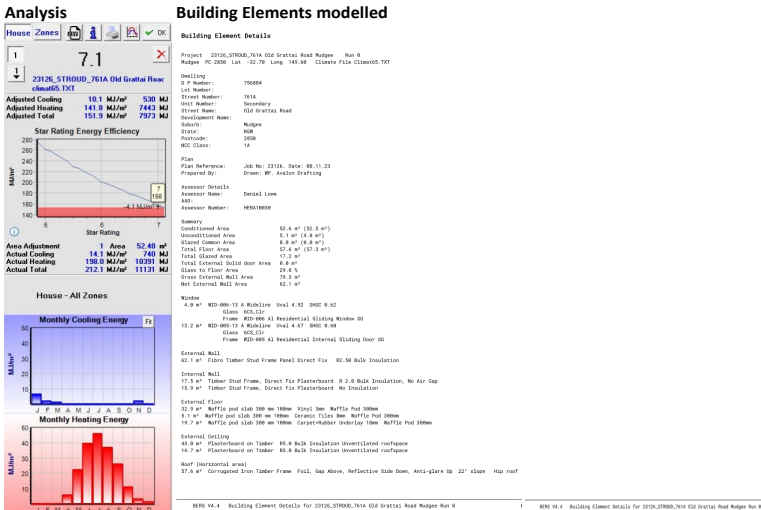 Analysis
Building Elements modelled
House Zones OK
1
7.1
1
23126_STROUD_761A Old Grattai Roac
climat65.TXT
Adjusted Cooling 10.1 MJ/m² 530 MJ
Adjusted Heating 141.8 MJ/m² 7443 MJ
Adjusted Total 151.9 MJ/m² 7973 MJ
Star Rating Energy Efficiency
280
260
240
220
200
180
160
140
MJ/m²
7
166
-4.1 MJ/m²
5 6 7
Star Rating
Area Adjustment 1 Area 52.48 m²
Actual Cooling 14.1 MJ/m² 740 MJ
Actual Heating 198.0 MJ/m² 10391 MJ
Actual Total 212.1 MJ/m² 11131 MJ
House - All Zones
Monthly Cooling Energy Fit
50
40
30
20
10
MJ/m²
J F M A M J J A S O N D
Monthly Heating Energy
50
40
30
20
10
MJ/m²
J F M A M J J A S O N D
Building Element Details
Project 23126_STROUD_761A Old Grattai Road Mudgee Run 0
Mudgee PC 2850 Lat -32.70 Long 149.60 Climate File Climat65.TXT
Dwelling
D P Number: 756884
Lot Number:
Street Number: 761A
Unit Number: Secondary
Street Name: Old Grattai Road
Development Name:
Suburb: Mudgee
State: NSW
Postcode: 2850
NCC Class: 1A
Plan
Plan Reference: Job No: 23126. Date: 08.11.23
Prepared By: Drawn: WP. Avalon Drafting
Assessor Details
Assessor Name: Daniel Lowe
AAO:
Assessor Number: HERA10030
Summary
Conditioned Area 52.6 m² (52.5 m²)
Unconditioned Area 5.1 m² (4.8 m²)
Glazed Common Area 0.0 m² (0.0 m²)
Total Floor Area 57.6 m² (57.3 m²)
Total Glazed Area 17.2 m²
Total External Solid door Area 0.0 m²
Glass to Floor Area 29.8 %
Gross External Wall Area 79.3 m²
Net External Wall Area 62.1 m²
Window
4.0 m² WID-006-13 A Wideline Uval 4.92 SHGC 0.62
Glass 6CS_Clr
Frame WID-006 Al Residential Sliding Window SG
13.2 m² WID-005-13 A Wideline Uval 4.67 SHGC 0.60
Glass 6CS_Clr
Frame WID-005 Al Residential Internal Sliding Door SG
External Wall
62.1 m² Fibro Timber Stud Frame Panel Direct Fix R2.50 Bulk Insulation
Internal Wall
17.5 m² Timber Stud Frame, Direct Fix Plasterboard R 2.0 Bulk Insulation, No Air Gap
15.9 m² Timber Stud Frame, Direct Fix Plasterboard No Insulation
External Floor
32.9 m² Waffle pod slab 300 mm 100mm Vinyl 3mm Waffle Pod 300mm
5.1 m² Waffle pod slab 300 mm 100mm Ceramic Tiles 8mm Waffle Pod 300mm
19.7 m² Waffle pod slab 300 mm 100mm Carpet+Rubber Underlay 18mm Waffle Pod 300mm
External Ceiling
43.0 m² Plasterboard on Timber R5.0 Bulk Insulation Unventilated roofspace
14.7 m² Plasterboard on Timber R3.0 Bulk Insulation Unventilated roofspace
Roof (Horizontal area)
57.6 m² Corrugated Iron Timber Frame Foil, Gap Above, Reflective Side Down, Anti-glare Up 22° slope Hip roof
BERS V4.4 Building Element Details for 23126_STROUD_761A Old Grattai Road Mudgee Run 0
BERS V4.4 Building Element Details for 23126_STROUD_761A Old Grattai Road Mudgee Run 0